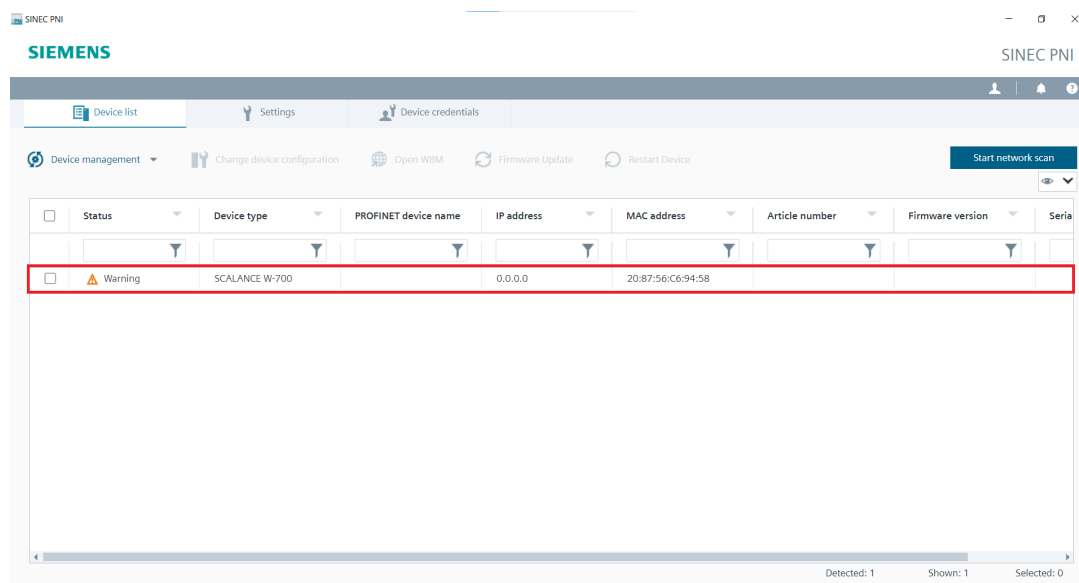 SINEC PNI
SIEMENS
SINEC PNI
Device list Settings Device credentials
Device management Change device configuration Open WBM Firmware Update Restart Device Start network scan
Status Device type PROFINET device name IP address MAC address Article number Firmware version Seria
Warning SCALANCE W-700 0.0.0.0 20:87:56:C6:94:58
Detected: 1 Shown: 1 Selected: 0